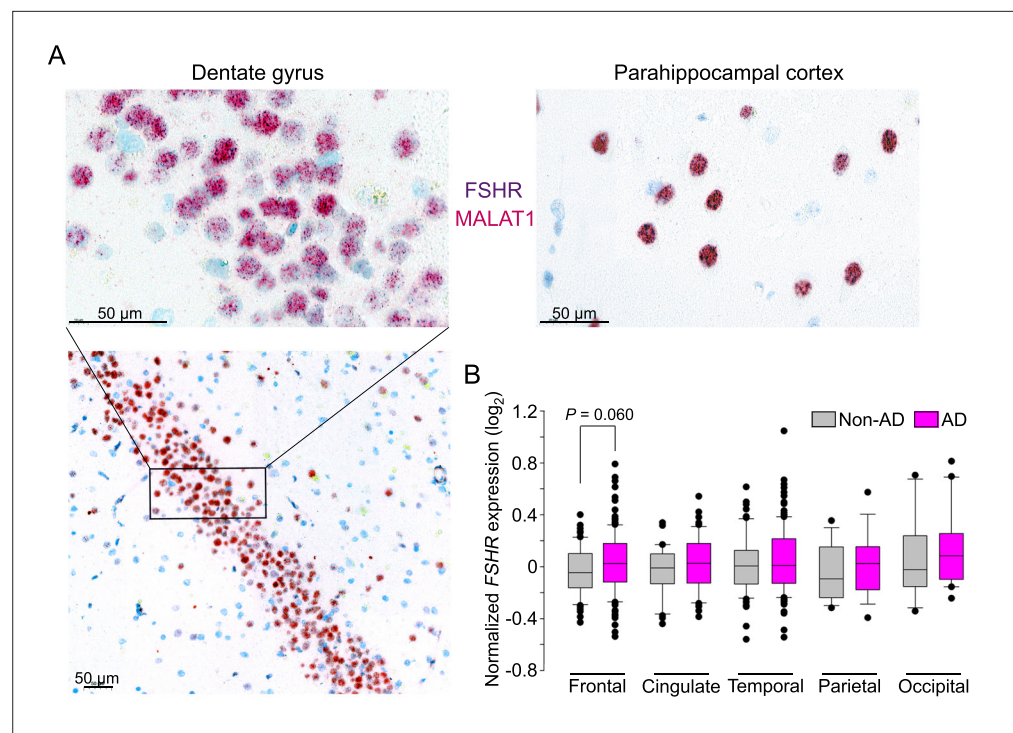 A
Dentate gyrus
Parahippocampal cortex
FSHR
MALAT1
50 µm
50 µm
50 µm
B
Normalized FSHR expression (log2)
P = 0.060
Non-AD
AD
1.2
0.8
0.4
0
-0.4
-0.8
Frontal
Cingulate
Temporal
Parietal
Occipital